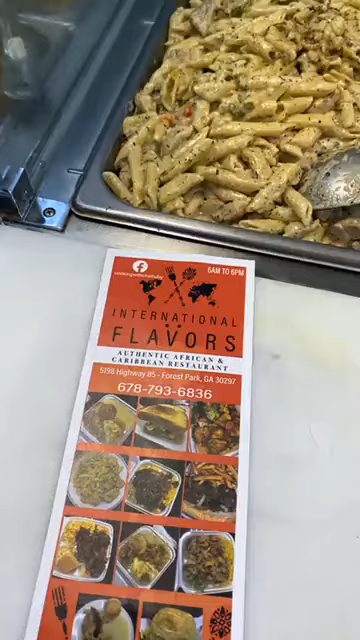 6AM TO 6PM
INTERNATIONAL
FLAVORS
AUTHENTIC AFRICAN &
CARIBBEAN RESTAURANT
5198 Highway 85 - Forest Park, GA 30297
678-793-6836